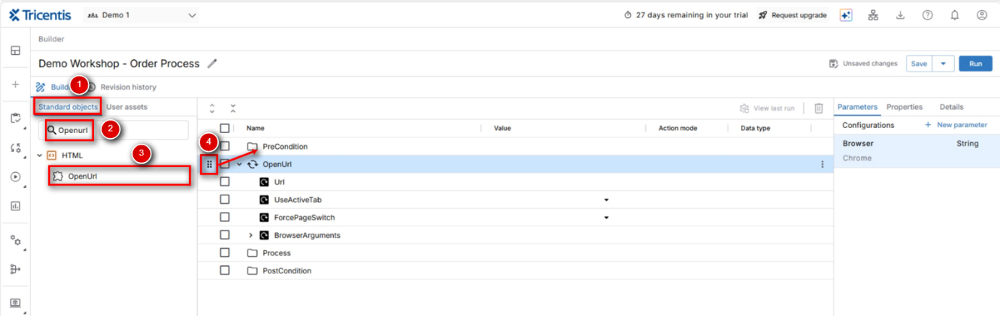 Tricentis Demo 1 27 days remaining in your trial Request upgrade
Builder
Demo Workshop - Order Process Unsaved changes Save Run
Build 1 Revision history
Standard objects User assets View last run Parameters Properties Details
Name Value Action mode Data type Configurations + New parameter
Openurl 2
PreCondition Browser String
4
HTML 3 OpenUrl Chrome
OpenUrl Url
UseActiveTab
ForcePageSwitch
BrowserArguments
Process
PostCondition